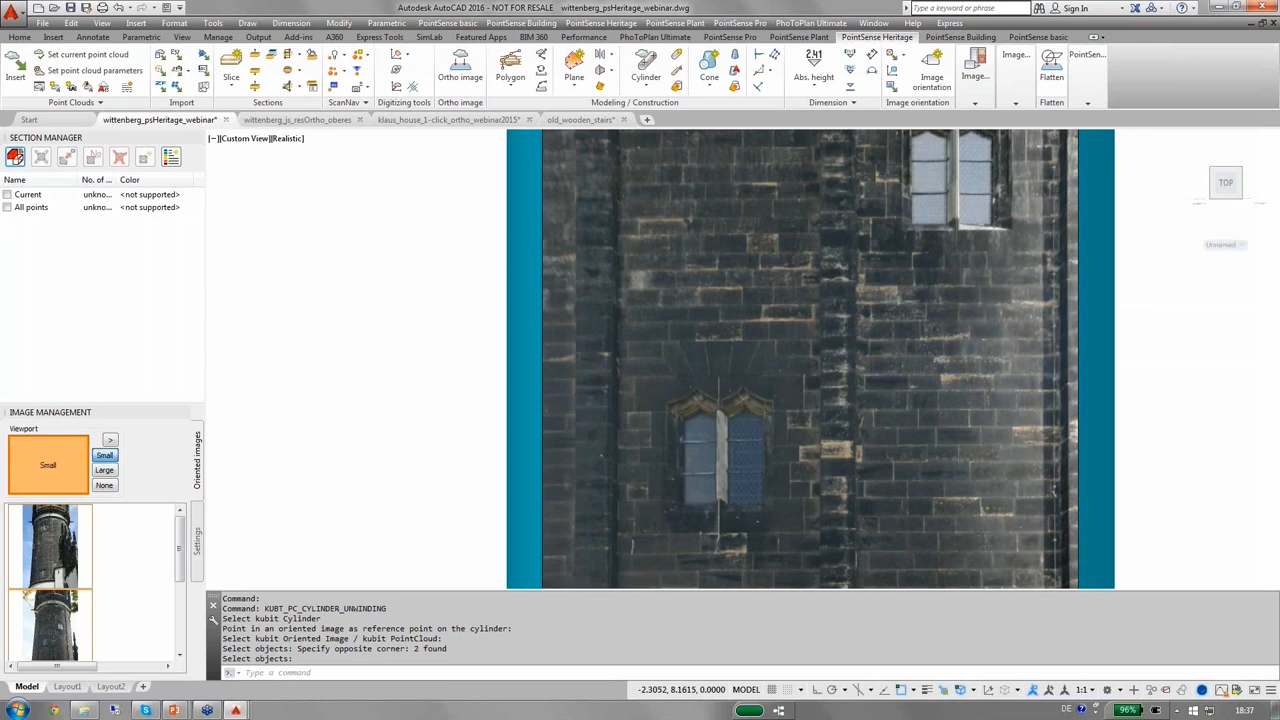 Autodesk AutoCAD 2016 - NOT FOR RESALE wittenberg_psHeritage_webinar.dwg
Type a keyword or phrase
Sign In
File Edit View Insert Format Tools Draw Dimension Modify Parametric PointSense basic PointSense Building PointSense Heritage PointSense Plant PointSense Pro PhoToPlan Ultimate Window Help Express
Home Insert Annotate Parametric View Manage Output Add-ins A360 Express Tools SimLab Featured Apps BIM 360 Performance PhoToPlan Ultimate PointSense Pro PointSense Plant PointSense Heritage PointSense Building PointSense basic
Set current point cloud
Set point cloud parameters
Insert
Slice
Ortho image
Polygon
Plane
Cylinder
Cone
2.41
Abs. height
Image
orientation
Image...
Image...
Flatten
PointSen...
Point Clouds Import Sections ScanNav Digitizing tools Ortho image Modeling / Construction Dimension Image orientation Flatten
Start wittenberg_psHeritage_webinar* wittenberg_js_resOrtho_oberes klaus_house_1-click_ortho_webinar2015* old_wooden_stairs*
SECTION MANAGER
[–][Custom View][Realistic]
Name No. of ... Color
Current unkno... <not supported>
All points unkno... <not supported>
TOP
Unnamed
IMAGE MANAGEMENT
Viewport
Small
>
Small
Large
None
Oriented images
Settings
Command:
Command: KUBT_PC_CYLINDER_UNWINDING
Select kubit Cylinder
Point in an oriented image as reference point on the cylinder:
Select kubit Oriented Image / kubit PointCloud:
Select objects: Specify opposite corner: 2 found
Select objects:
Type a command
Model Layout1 Layout2 +
-2.3052, 8.1615, 0.0000 MODEL
1:1
DE
96%
18:37